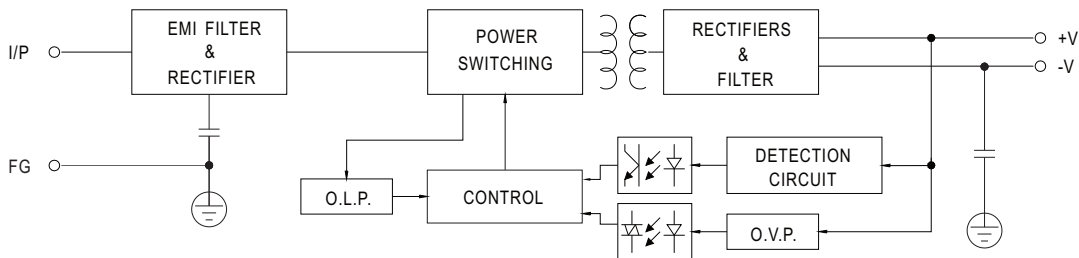 I/P
EMI FILTER
&
RECTIFIER
POWER
SWITCHING
RECTIFIERS
&
FILTER
+V
-V
FG
O.L.P.
CONTROL
DETECTION
CIRCUIT
O.V.P.